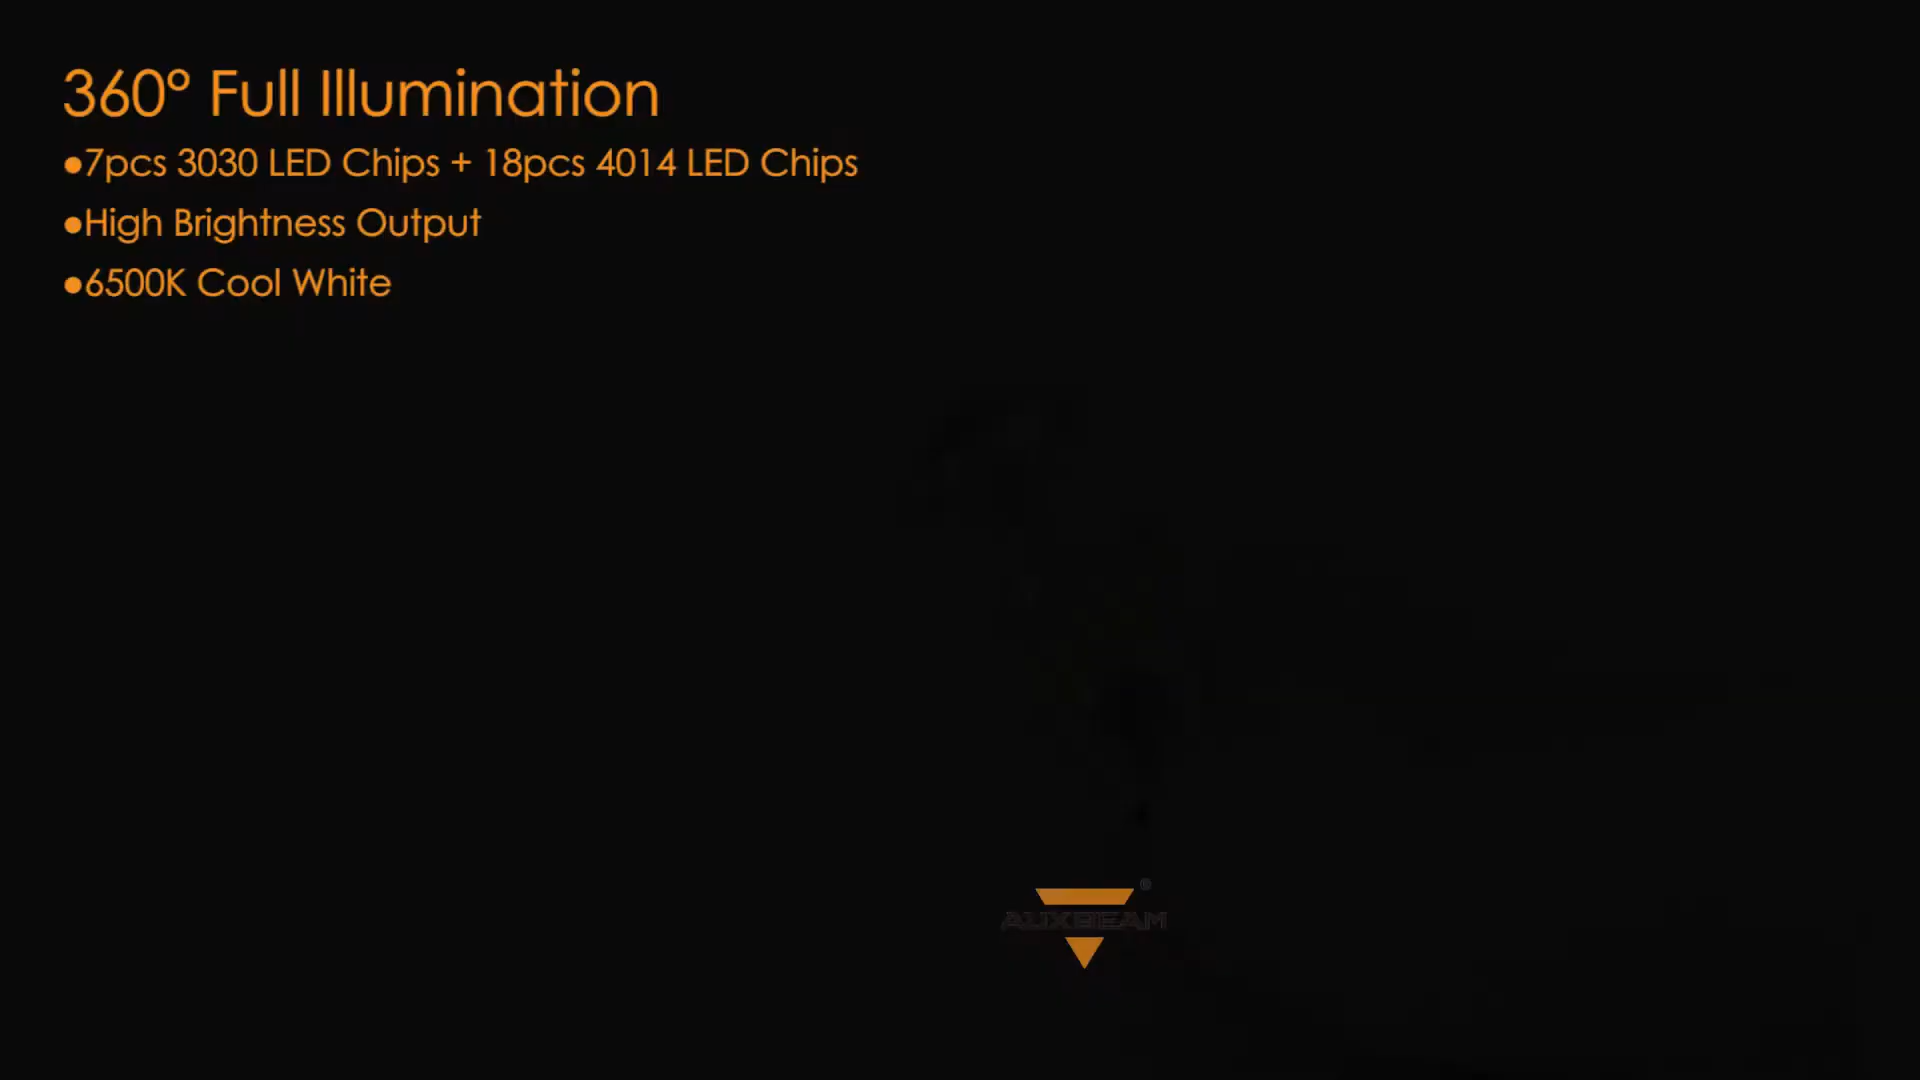 360° Full Illumination
●7pcs 3030 LED Chips + 18pcs 4014 LED Chips
●High Brightness Output
●6500K Cool White
AUXBEAM®